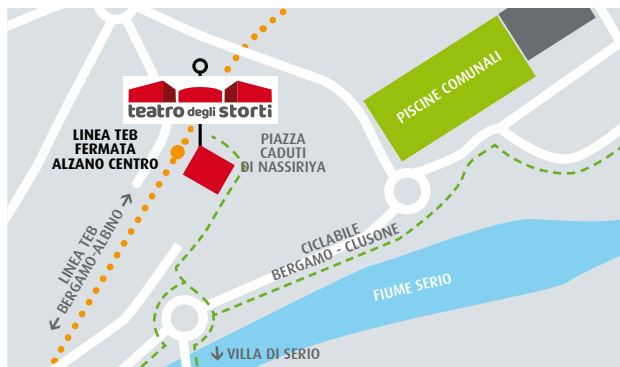 PISCINE COMUNALI
teatro degli storti
LINEA TEB
FERMATA
ALZANO CENTRO
PIAZZA
CADUTI
DI NASSIRIYA
LINEA TEB
BERGAMO-ALBINO
CICLABILE
BERGAMO - CLUSONE
FIUME SERIO
VILLA DI SERIO